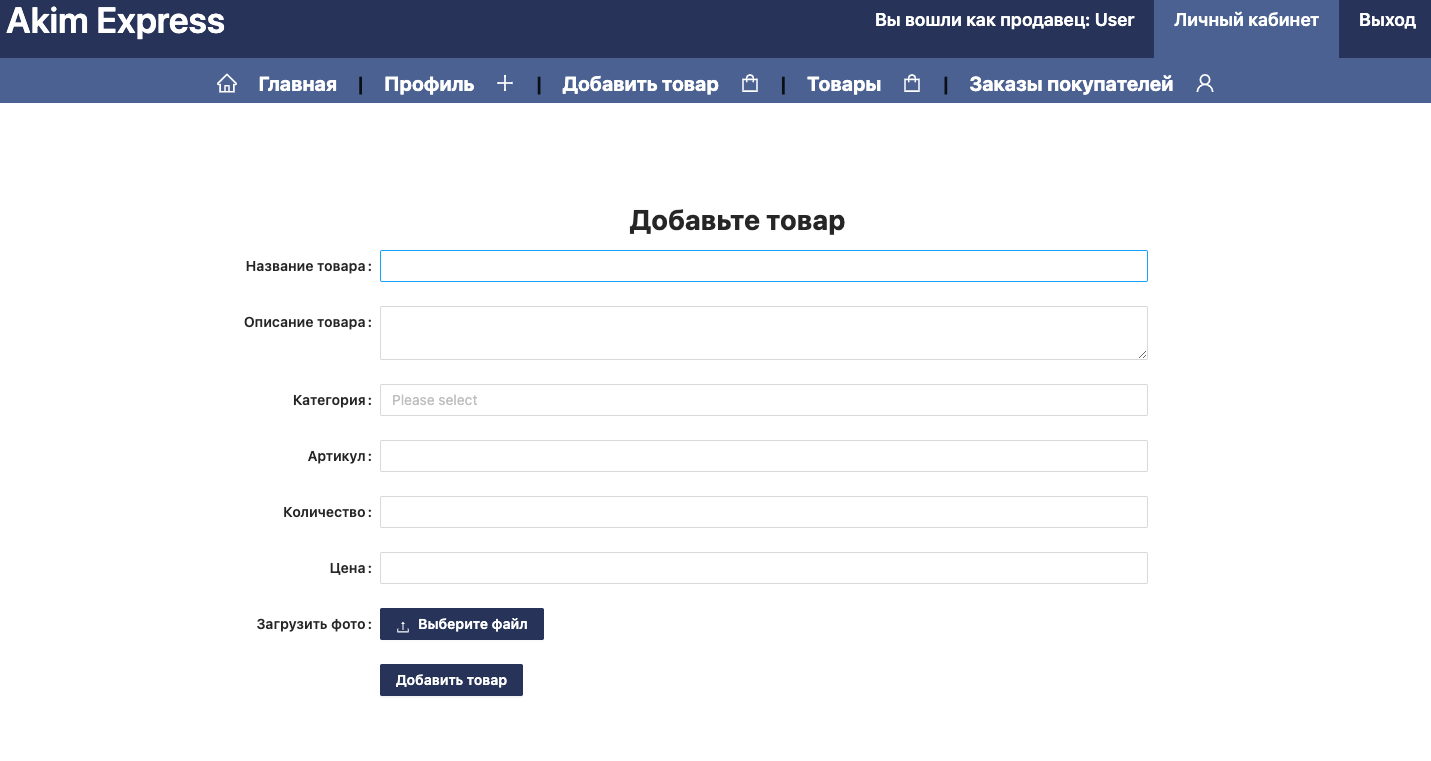 Akim Express
Вы вошли как продавец: User Личный кабинет Выход
Главная | Профиль | Добавить товар | Товары | Заказы покупателей
Добавьте товар
Название товара:
Описание товара:
Категория: Please select
Артикул:
Количество:
Цена:
Загрузить фото: Выберите файл
Добавить товар